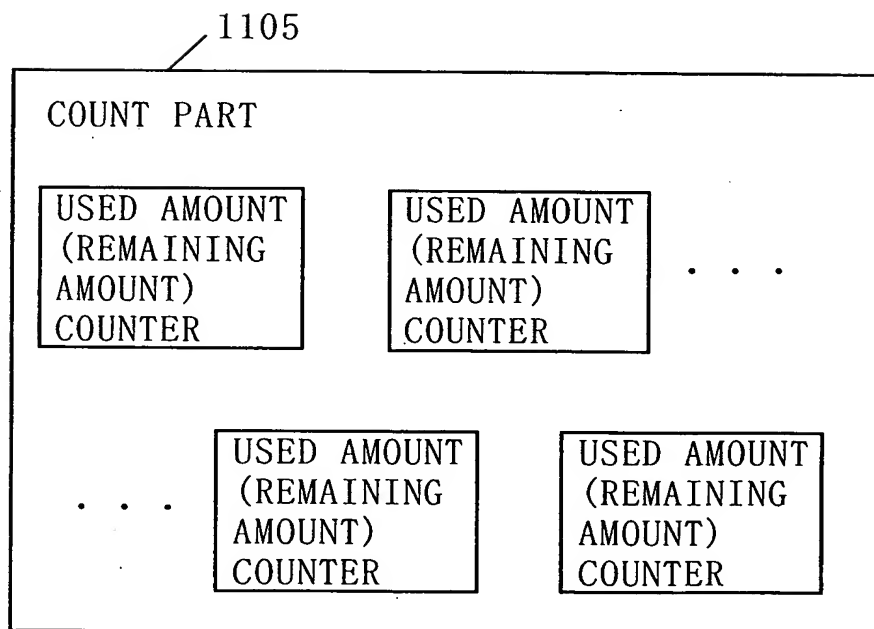 1105
COUNT PART
USED AMOUNT
(REMAINING
AMOUNT)
COUNTER
USED AMOUNT
(REMAINING
AMOUNT)
COUNTER
. . .
. . .
USED AMOUNT
(REMAINING
AMOUNT)
COUNTER
USED AMOUNT
(REMAINING
AMOUNT)
COUNTER